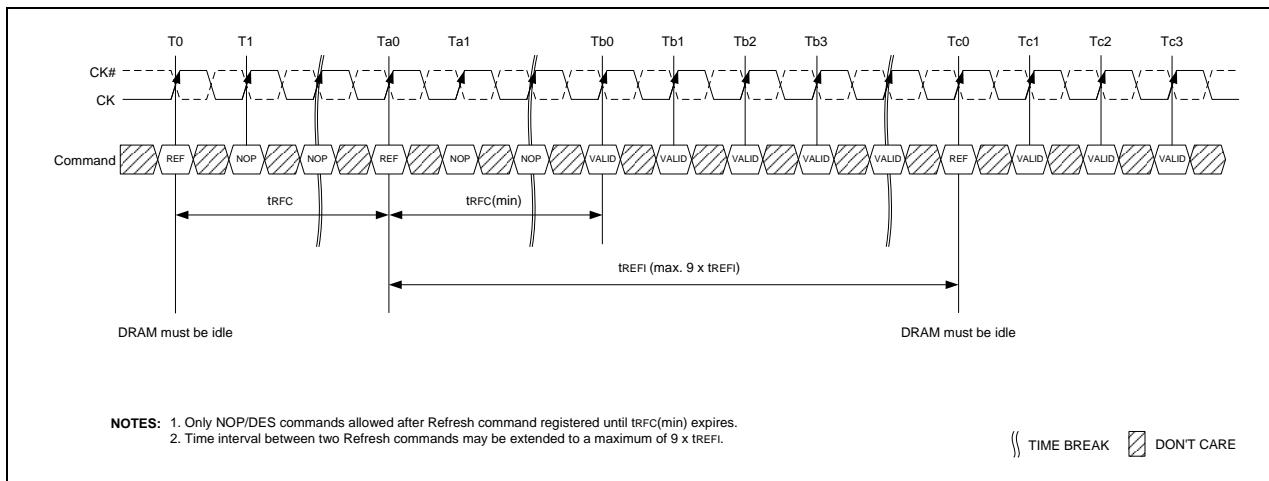 T0 T1 Ta0 Ta1 Tb0 Tb1 Tb2 Tb3 Tc0 Tc1 Tc2 Tc3
CK#
CK
Command REF NOP NOP REF NOP NOP VALID VALID VALID VALID VALID REF VALID VALID VALID
tRFC tRFC(min)
tREFI (max. 9 x tREFI)
DRAM must be idle DRAM must be idle
NOTES: 1. Only NOP/DES commands allowed after Refresh command registered until tRFC(min) expires.
2. Time interval between two Refresh commands may be extended to a maximum of 9 x tREFI.
TIME BREAK DON'T CARE